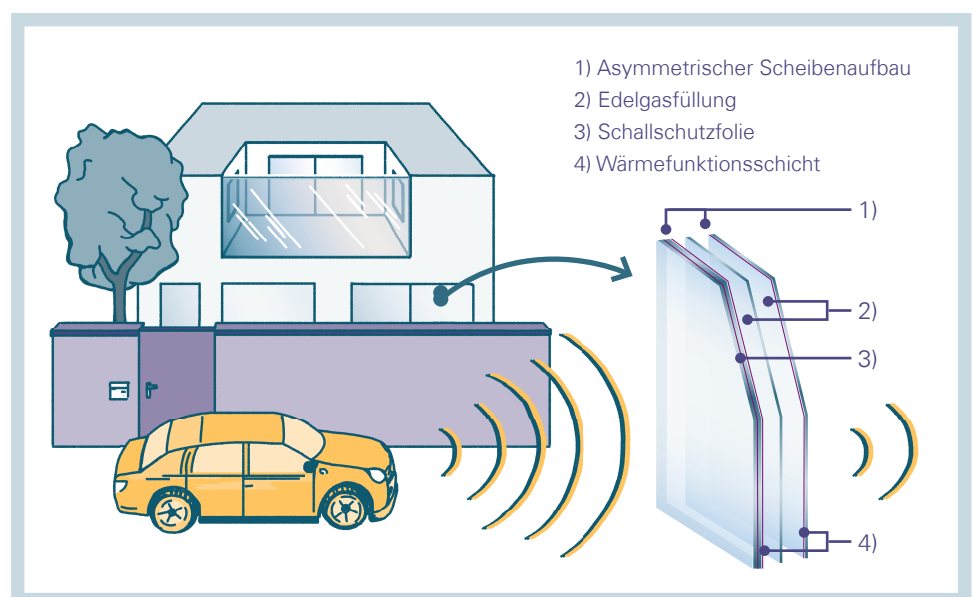 1) Asymmetrischer Scheibenaufbau
2) Edelgasfüllung
3) Schallschutzfolie
4) Wärmefunktionsschicht
1)
2)
3)
4)